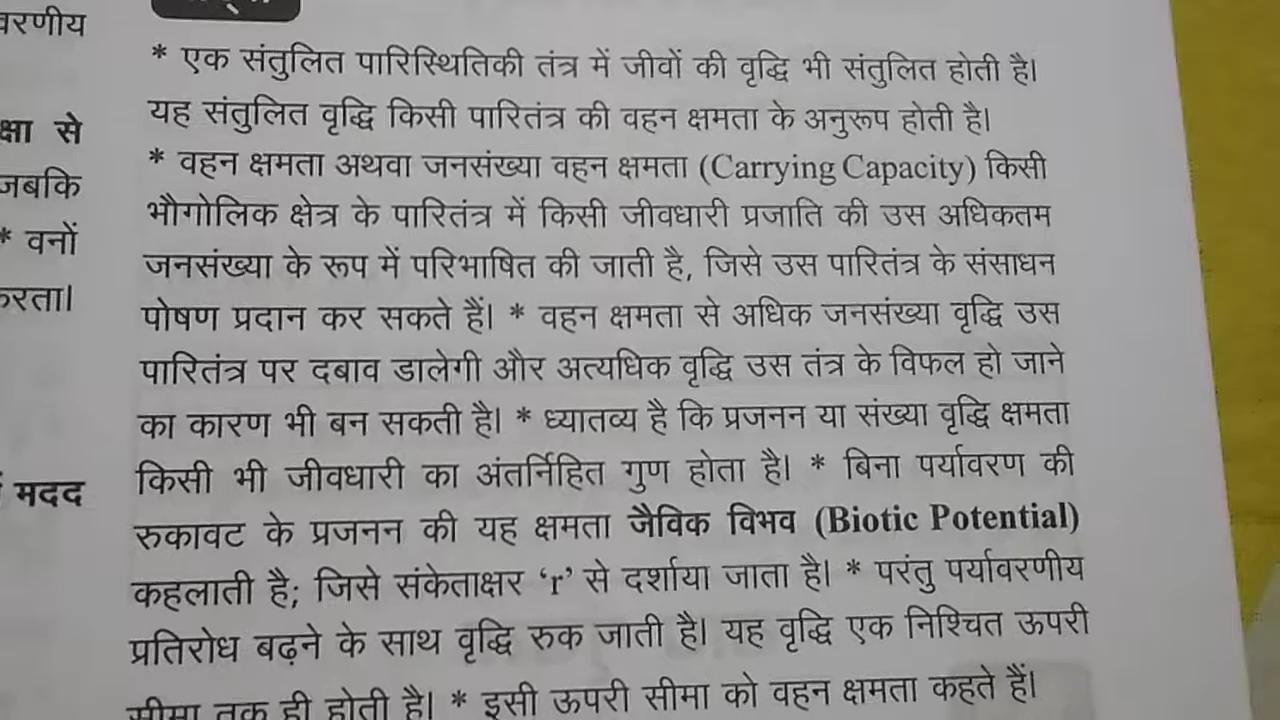 वरणीय
क्षा से
जबकि
* वनों
करता।
मदद
* एक संतुलित पारिस्थितिकी तंत्र में जीवों की वृद्धि भी संतुलित होती है।
यह संतुलित वृद्धि किसी पारितंत्र की वहन क्षमता के अनुरूप होती है।
* वहन क्षमता अथवा जनसंख्या वहन क्षमता (Carrying Capacity) किसी
भौगोलिक क्षेत्र के पारितंत्र में किसी जीवधारी प्रजाति की उस अधिकतम
जनसंख्या के रूप में परिभाषित की जाती है, जिसे उस पारितंत्र के संसाधन
पोषण प्रदान कर सकते हैं। * वहन क्षमता से अधिक जनसंख्या वृद्धि उस
पारितंत्र पर दबाव डालेगी और अत्यधिक वृद्धि उस तंत्र के विफल हो जाने
का कारण भी बन सकती है। * ध्यातव्य है कि प्रजनन या संख्या वृद्धि क्षमता
किसी भी जीवधारी का अंतर्निहित गुण होता है। * बिना पर्यावरण की
रुकावट के प्रजनन की यह क्षमता जैविक विभव (Biotic Potential)
कहलाती है; जिसे संकेताक्षर ‘r’ से दर्शाया जाता है। * परंतु पर्यावरणीय
प्रतिरोध बढ़ने के साथ वृद्धि रुक जाती है। यह वृद्धि एक निश्चित ऊपरी
सीमा तक ही होती है। * इसी ऊपरी सीमा को वहन क्षमता कहते हैं।